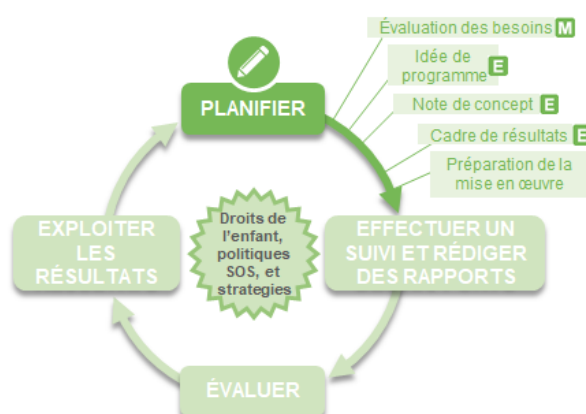 Évaluation des besoins M
Idée de
programme E
Note de concept E
Cadre de résultats E
Préparation de la
mise en œuvre
PLANIFIER
EFFECTUER UN
SUIVI ET RÉDIGER
DES RAPPORTS
Droits de
l'enfant,
politiques
SOS, et
strategies
EXPLOITER
LES
RÉSULTATS
ÉVALUER